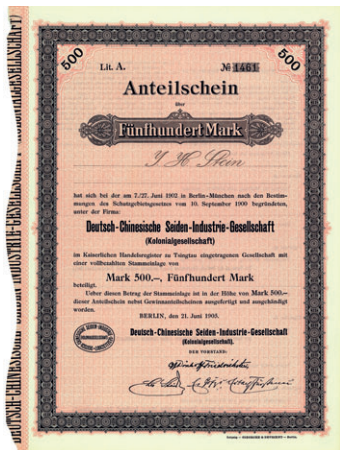 500
500
Lit. A.
№ 1461
Anteilschein
über
Fünfhundert Mark
J H Stein
hat sich bei der am 7./27. Juni 1902 in Berlin-München nach den Bestim-
mungen des Schutzgebietsgesetzes vom 10. September 1900 begründeten,
unter der Firma:
Deutsch-Chinesische Seiden-Industrie-Gesellschaft
(Kolonialgesellschaft)
im Kaiserlichen Handelsregister zu Tsingtau eingetragenen Gesellschaft mit
einer vollbezahlten Stammeinlage von
Mark 500.–, Fünfhundert Mark
beteiligt.
Ueber diesen Betrag der Stammeinlage ist in der Höhe von Mark 500.–
dieser Anteilschein nebst Gewinnanteilscheinen ausgefertigt und ausgehändigt
worden.
BERLIN, den 21. Juni 1905.
Deutsch-Chinesische Seiden-Industrie-Gesellschaft
(Kolonialgesellschaft).
DER VORSTAND:
DEUTSCH-CHINESISCHE SEIDEN-INDUSTRIE-GESELLSCHAFT